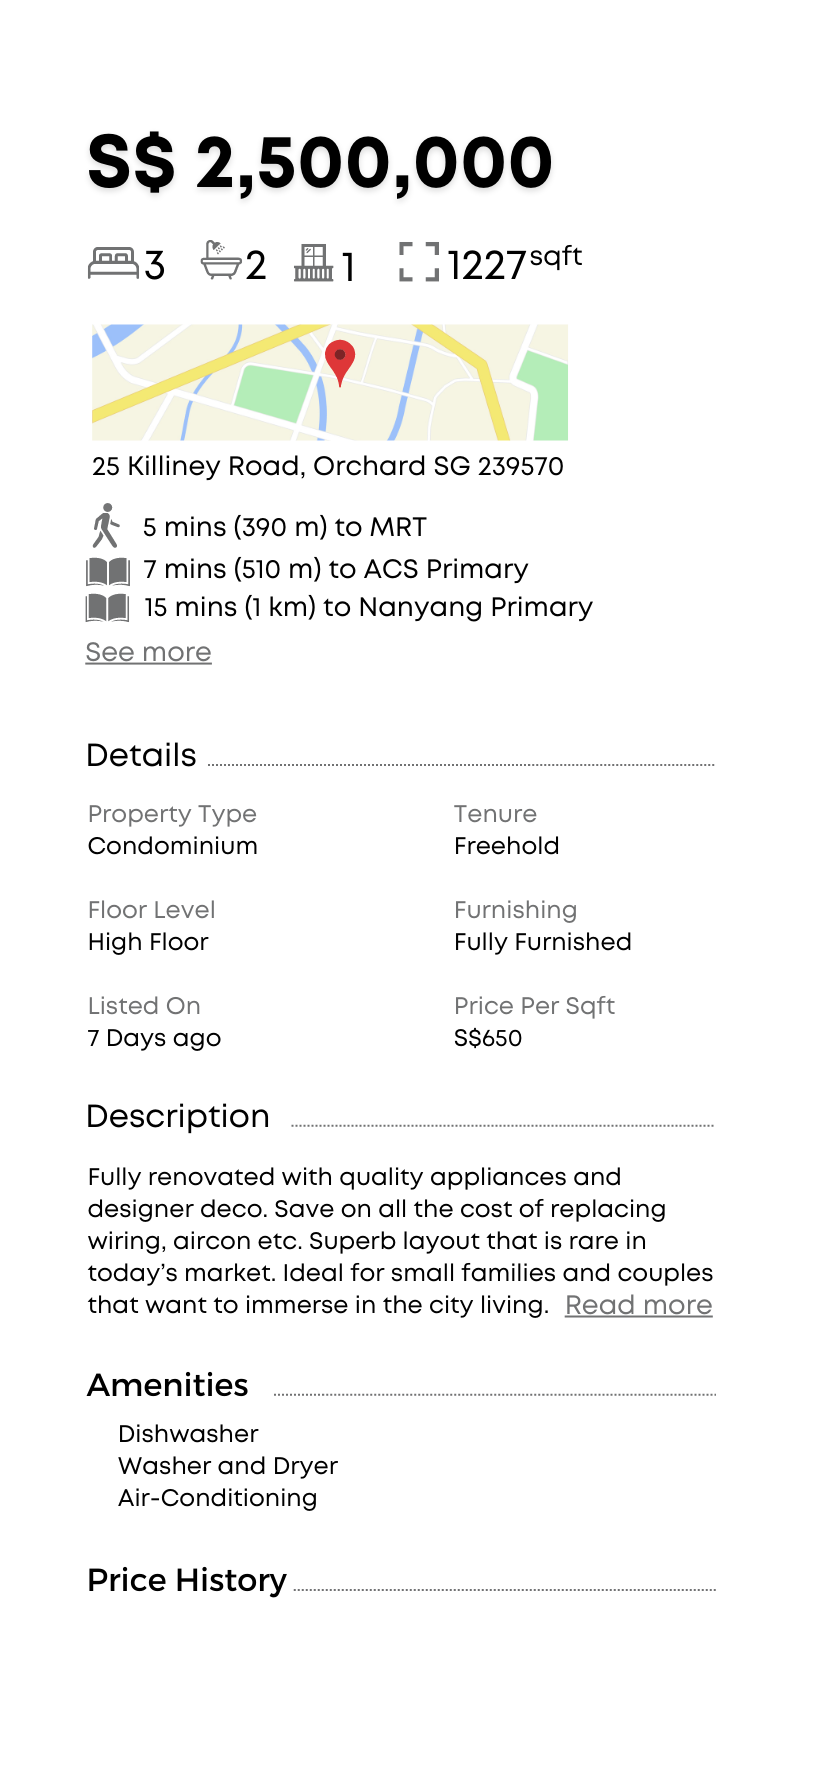 S$ 2,500,000
3 2 1 1227 sqft
25 Killiney Road, Orchard SG 239570
5 mins (390 m) to MRT
7 mins (510 m) to ACS Primary
15 mins (1 km) to Nanyang Primary
See more
Details
Property Type Tenure
Condominium Freehold
Floor Level Furnishing
High Floor Fully Furnished
Listed On Price Per Sqft
7 Days ago S$650
Description
Fully renovated with quality appliances and
designer deco. Save on all the cost of replacing
wiring, aircon etc. Superb layout that is rare in
today’s market. Ideal for small families and couples
that want to immerse in the city living. Read more
Amenities
Dishwasher
Washer and Dryer
Air-Conditioning
Price History